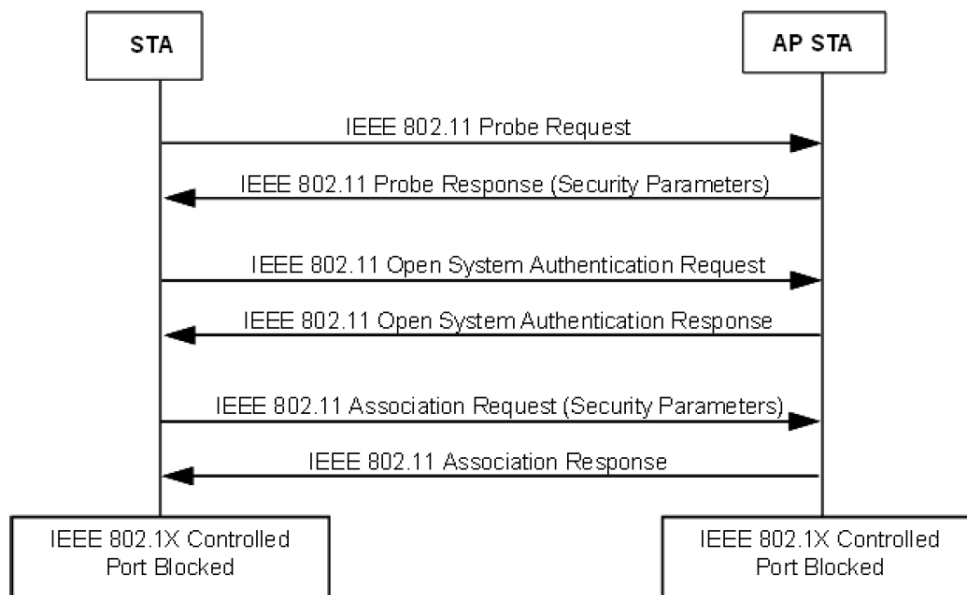 STA
AP STA
IEEE 802.11 Probe Request
IEEE 802.11 Probe Response (Security Parameters)
IEEE 802.11 Open System Authentication Request
IEEE 802.11 Open System Authentication Response
IEEE 802.11 Association Request (Security Parameters)
IEEE 802.11 Association Response
IEEE 802.1X Controlled
Port Blocked
IEEE 802.1X Controlled
Port Blocked